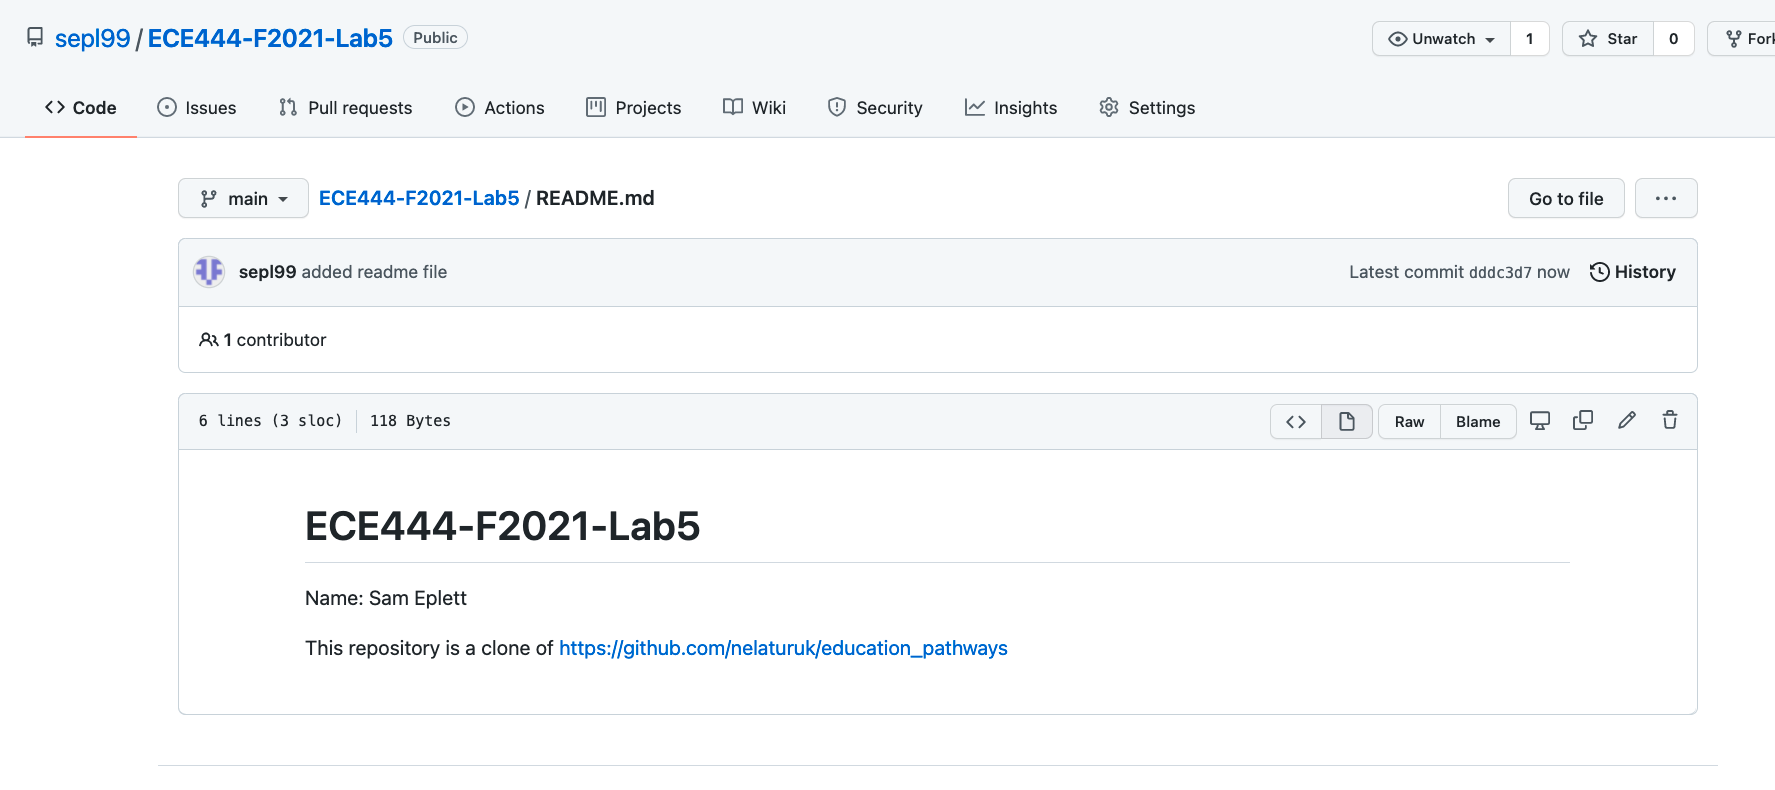 sepl99 / ECE444-F2021-Lab5 Public Unwatch 1 Star 0 Fork
Code Issues Pull requests Actions Projects Wiki Security Insights Settings
main ECE444-F2021-Lab5 / README.md Go to file ...
sepl99 added readme file Latest commit dddc3d7 now History
1 contributor
6 lines (3 sloc) 118 Bytes Raw Blame
ECE444-F2021-Lab5
Name: Sam Eplett
This repository is a clone of https://github.com/nelaturuk/education_pathways